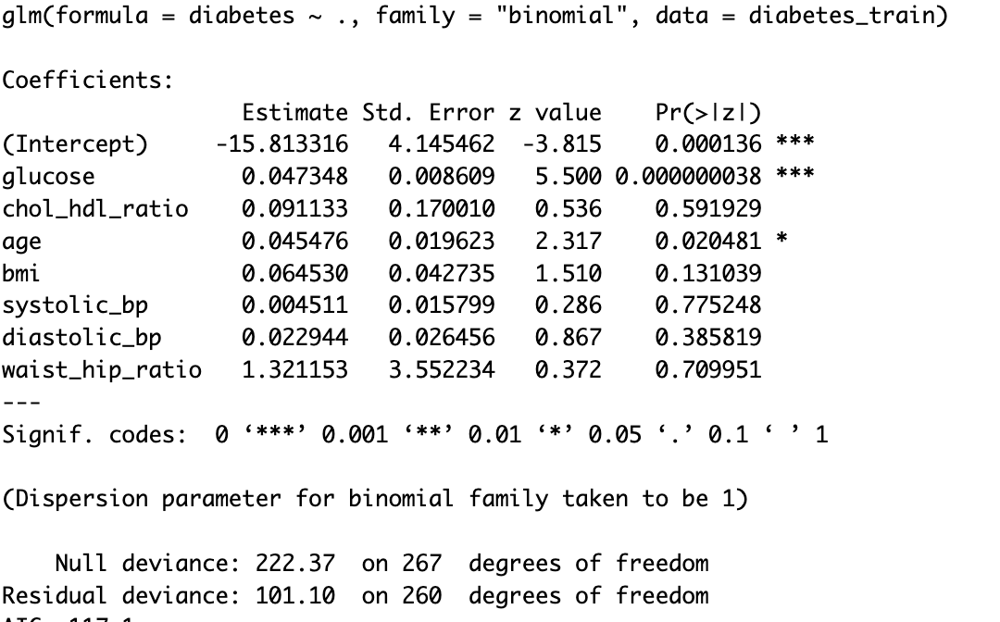 glm(formula = diabetes ~ ., family = "binomial", data = diabetes_train)
Coefficients:
Estimate Std. Error z value Pr(>|z|)
(Intercept) -15.813316 4.145462 -3.815 0.000136 ***
glucose 0.047348 0.008609 5.500 0.000000038 ***
chol_hdl_ratio 0.091133 0.170010 0.536 0.591929
age 0.045476 0.019623 2.317 0.020481 *
bmi 0.064530 0.042735 1.510 0.131039
systolic_bp 0.004511 0.015799 0.286 0.775248
diastolic_bp 0.022944 0.026456 0.867 0.385819
waist_hip_ratio 1.321153 3.552234 0.372 0.709951
---
Signif. codes: 0 ‘***’ 0.001 ‘**’ 0.01 ‘*’ 0.05 ‘.’ 0.1 ‘ ’ 1
(Dispersion parameter for binomial family taken to be 1)
Null deviance: 222.37 on 267 degrees of freedom
Residual deviance: 101.10 on 260 degrees of freedom